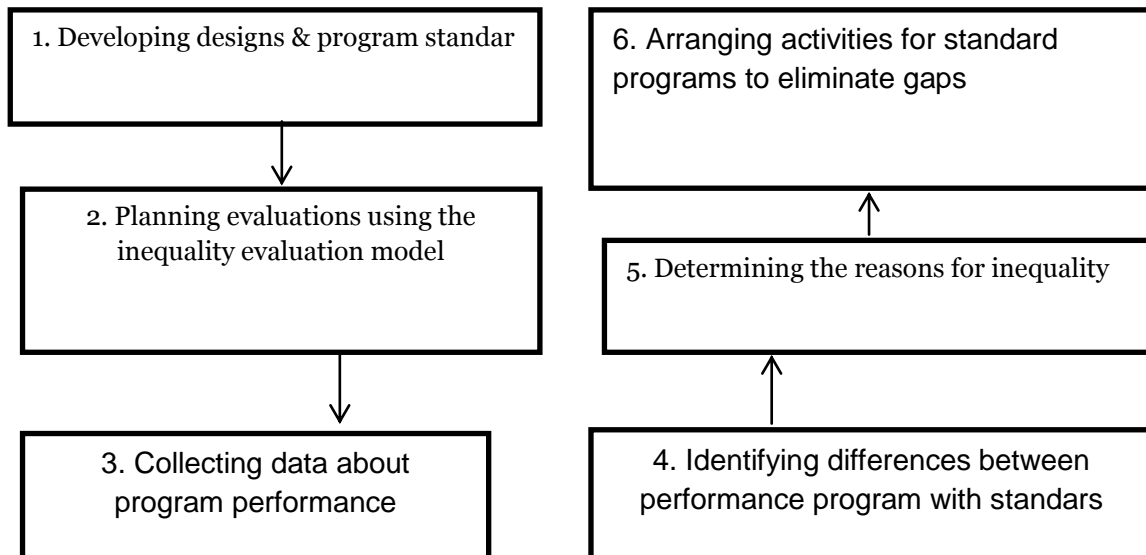 1. Developing designs & program standar
2. Planning evaluations using the
inequality evaluation model
3. Collecting data about
program performance
4. Identifying differences between
performance program with standars
5. Determining the reasons for inequality
6. Arranging activities for standard
programs to eliminate gaps